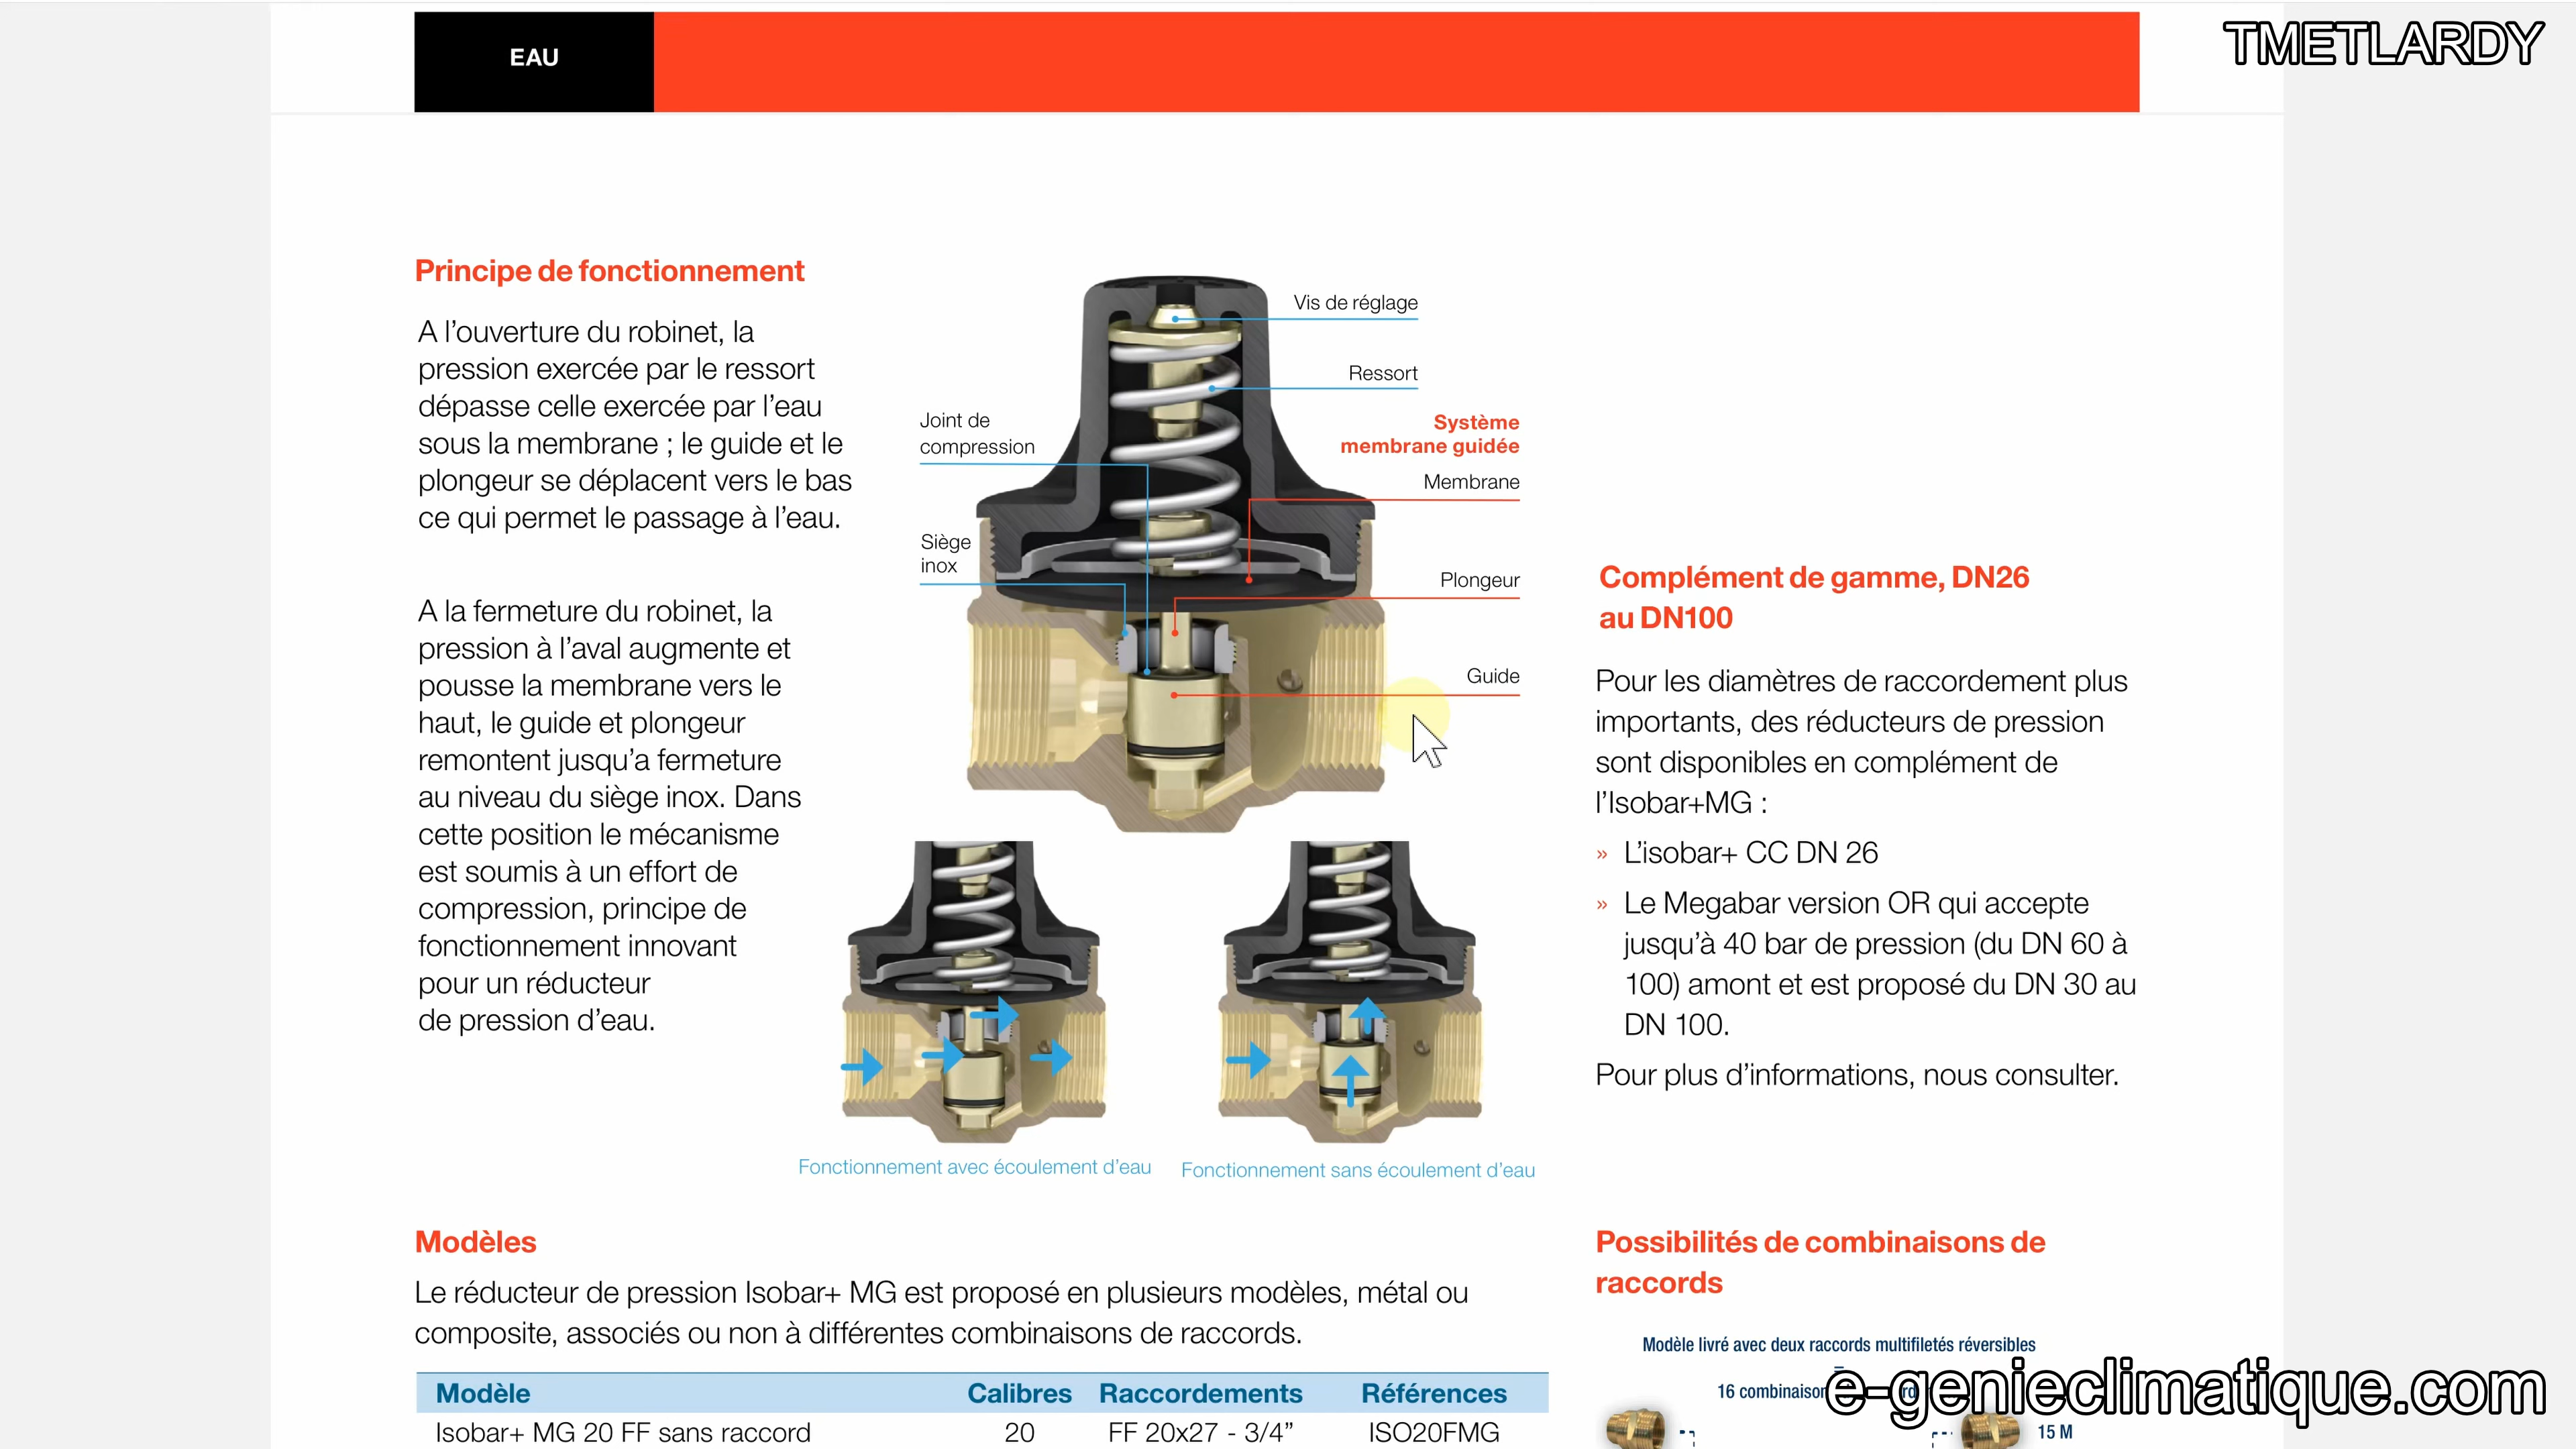 EAU
TMETLARDY
Principe de fonctionnement
A l’ouverture du robinet, la
pression exercée par le ressort
dépasse celle exercée par l’eau
sous la membrane ; le guide et le
plongeur se déplacent vers le bas
ce qui permet le passage à l’eau.
A la fermeture du robinet, la
pression à l’aval augmente et
pousse la membrane vers le
haut, le guide et plongeur
remontent jusqu’a fermeture
au niveau du siège inox. Dans
cette position le mécanisme
est soumis à un effort de
compression, principe de
fonctionnement innovant
pour un réducteur
de pression d’eau.
Vis de réglage
Ressort
Joint de
compression
Système
membrane guidée
Membrane
Siège
inox
Plongeur
Guide
Fonctionnement avec écoulement d’eau
Fonctionnement sans écoulement d’eau
Complément de gamme, DN26
au DN100
Pour les diamètres de raccordement plus
importants, des réducteurs de pression
sont disponibles en complément de
l’Isobar+MG :
» L’isobar+ CC DN 26
» Le Megabar version OR qui accepte
jusqu’à 40 bar de pression (du DN 60 à
100) amont et est proposé du DN 30 au
DN 100.
Pour plus d’informations, nous consulter.
Modèles
Le réducteur de pression Isobar+ MG est proposé en plusieurs modèles, métal ou
composite, associés ou non à différentes combinaisons de raccords.
Modèle Calibres Raccordements Références
Isobar+ MG 20 FF sans raccord 20 FF 20x27 - 3/4” ISO20FMG
Possibilités de combinaisons de
raccords
Modèle livré avec deux raccords multifiletés réversibles
16
e-genieclimatique.com
15 M